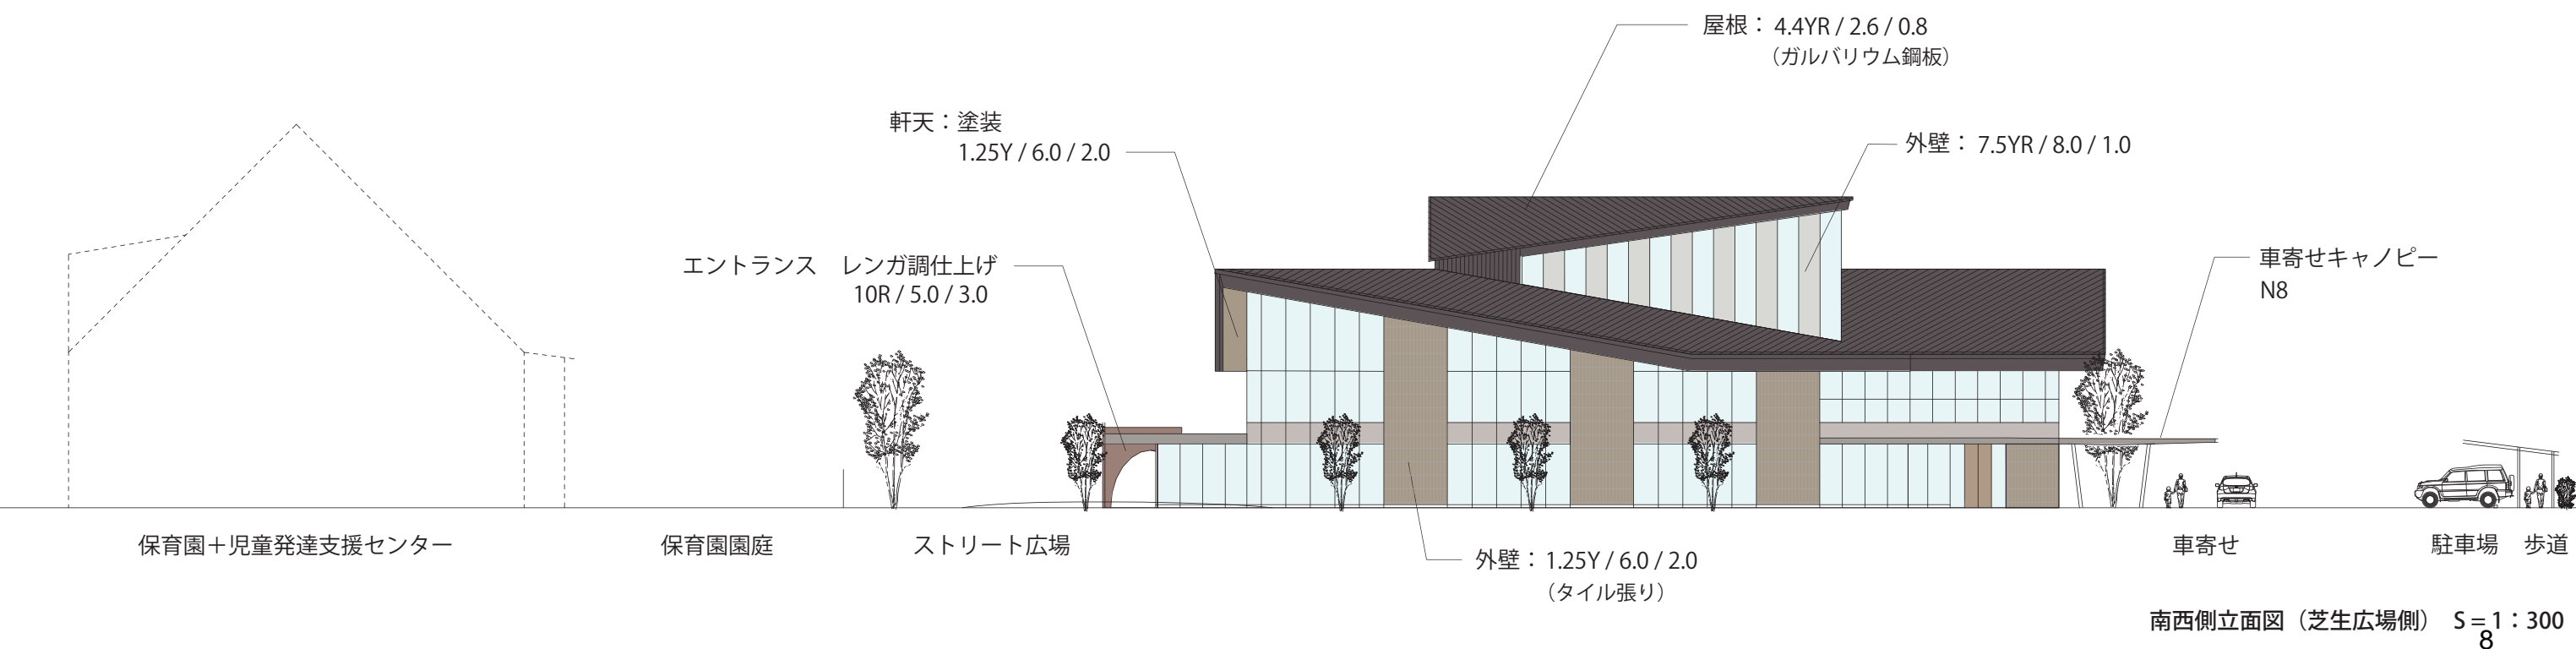 屋根：4.4YR / 2.6 / 0.8
（ガルバリウム鋼板）
軒天：塗装
1.25Y / 6.0 / 2.0
外壁：7.5YR / 8.0 / 1.0
エントランス　レンガ調仕上げ
10R / 5.0 / 3.0
車寄せキャノピー
N8
保育園＋児童発達支援センター
保育園園庭
ストリート広場
外壁：1.25Y / 6.0 / 2.0
（タイル張り）
車寄せ
駐車場
歩道
南西側立面図（芝生広場側）　S = 1：300
8